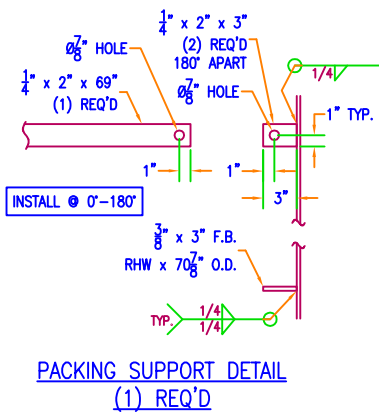 1/4" x 2" x 3"
(2) REQ'D
180° APART
Ø7/8" HOLE
1/4
Ø7/8" HOLE
1/4" x 2" x 69"
(1) REQ'D
1" TYP.
1"
1"
3"
INSTALL @ 0°-180°
3/8" x 3" F.B.
RHW x 70 7/8" O.D.
TYP.
1/4
1/4
PACKING SUPPORT DETAIL
(1) REQ'D